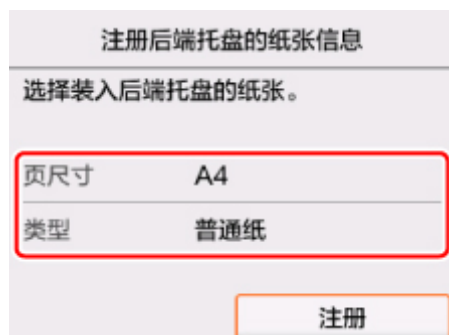 注册后端托盘的纸张信息
选择装入后端托盘的纸张。
页尺寸 A4
类型 普通纸
注册